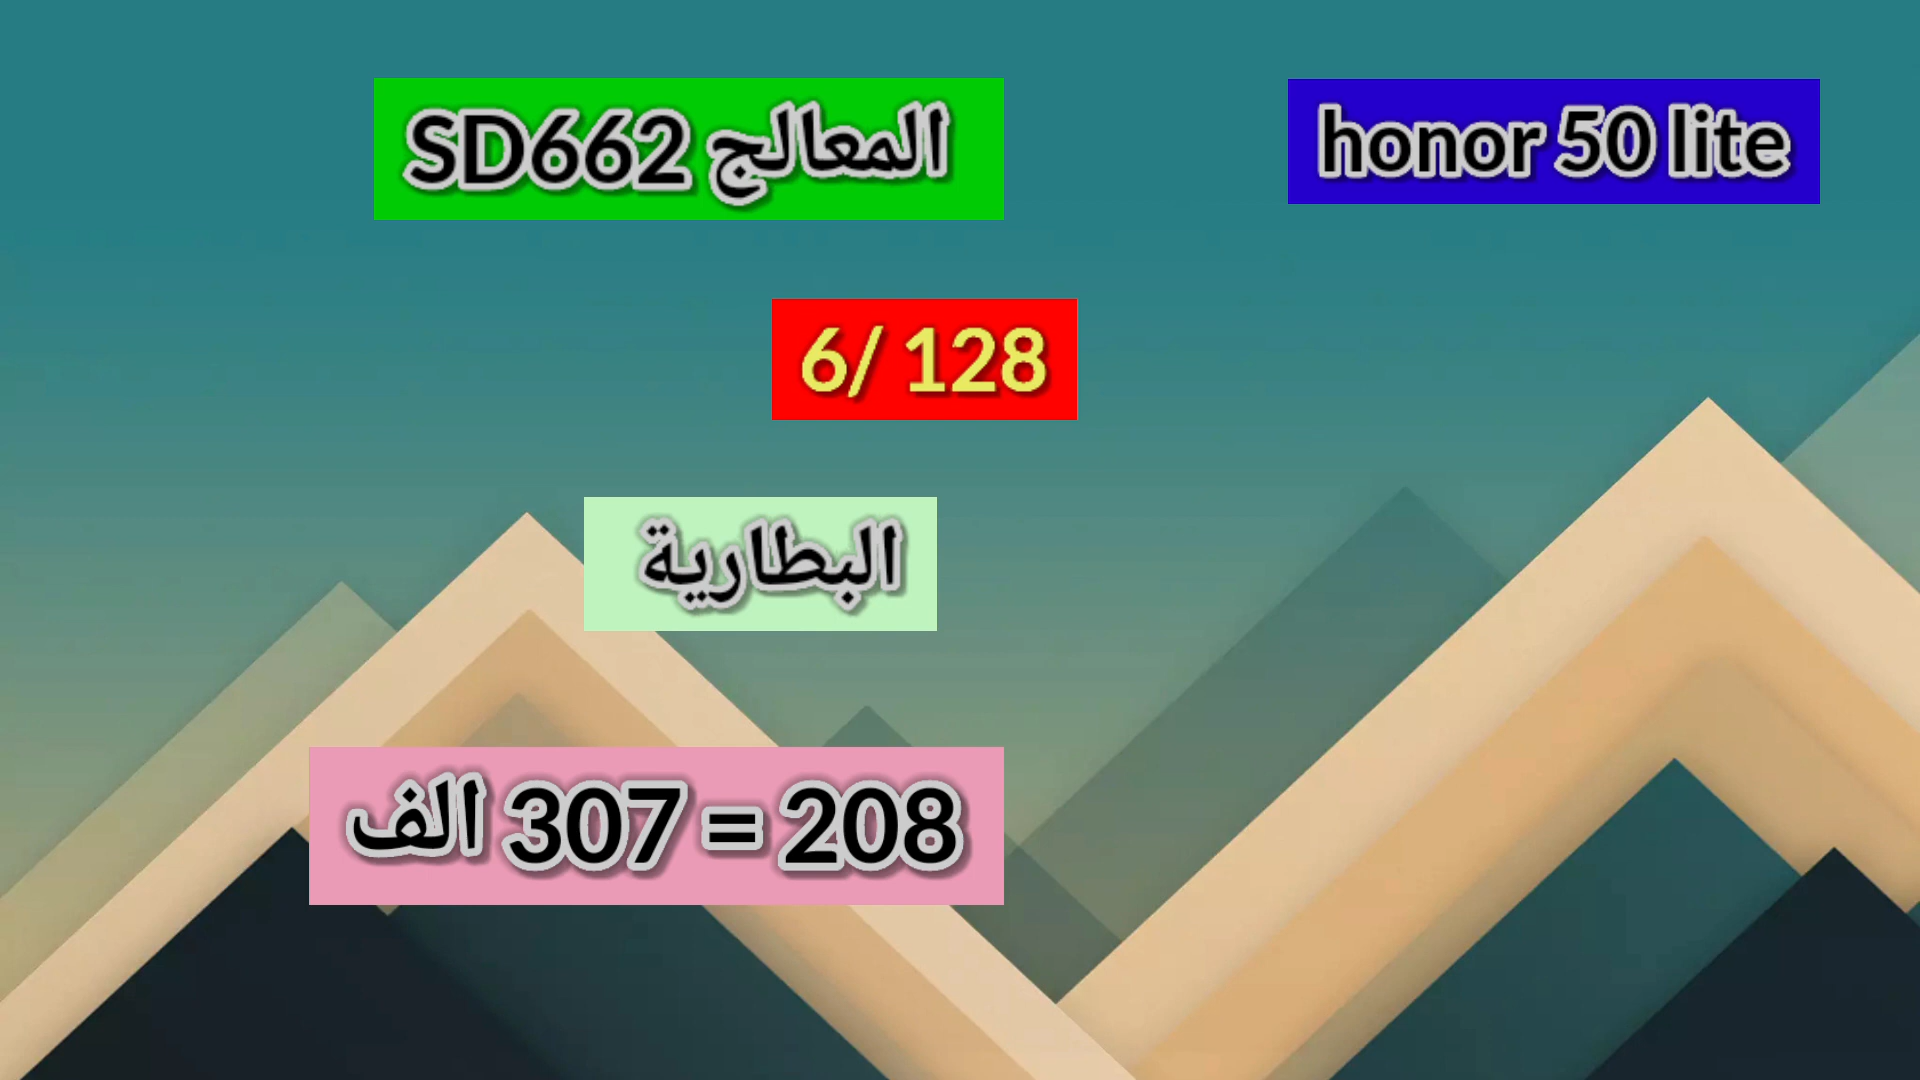 honor 50 lite
المعالج SD662
6/ 128
البطارية
208 = 307 الف